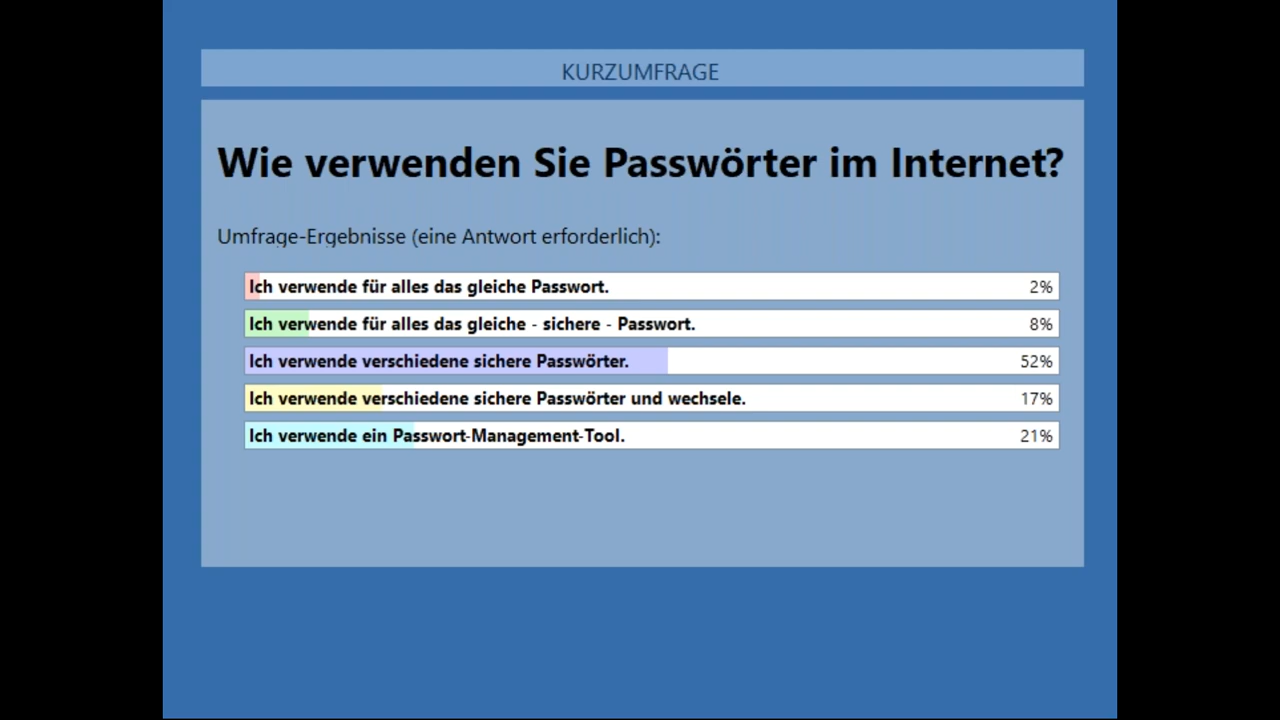 KURZUMFRAGE
Wie verwenden Sie Passwörter im Internet?
Umfrage-Ergebnisse (eine Antwort erforderlich):
Ich verwende für alles das gleiche Passwort. 2%
Ich verwende für alles das gleiche - sichere - Passwort. 8%
Ich verwende verschiedene sichere Passwörter. 52%
Ich verwende verschiedene sichere Passwörter und wechsele. 17%
Ich verwende ein Passwort-Management-Tool. 21%